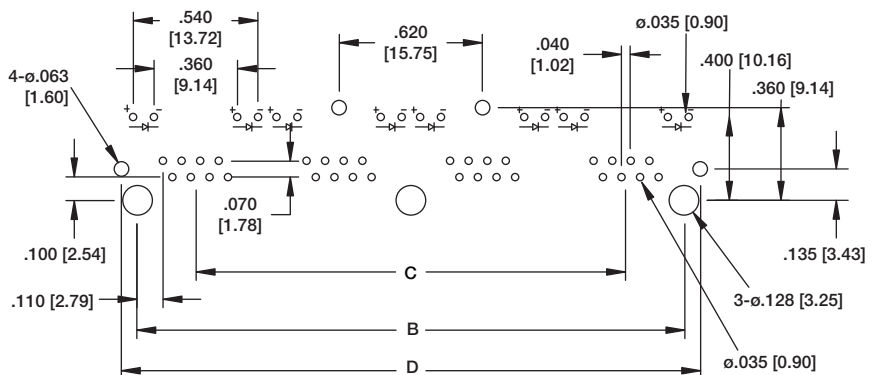 .540
[13.72]
.620
[15.75]
.040
[1.02]
ø.035 [0.90]
.400 [10.16]
.360 [9.14]
4-ø.063
[1.60]
.360
[9.14]
+ - + - + - + - + - + - + - + -
.070
[1.78]
.100 [2.54]
.135 [3.43]
C
.110 [2.79]
3-ø.128 [3.25]
B
ø.035 [0.90]
D